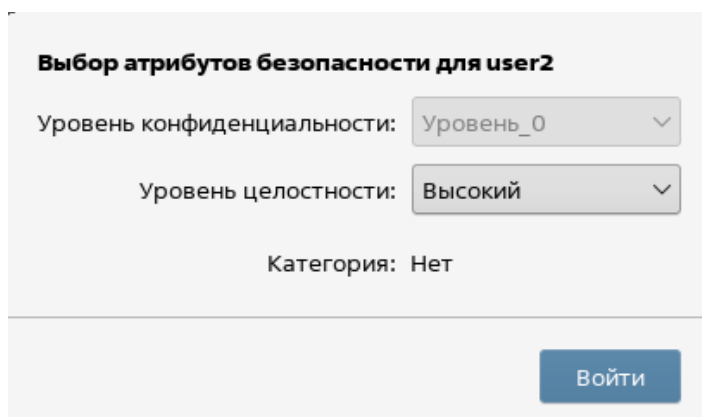 Выбор атрибутов безопасности для user2
Уровень конфиденциальности: Уровень_0
Уровень целостности: Высокий
Категория: Нет
Войти